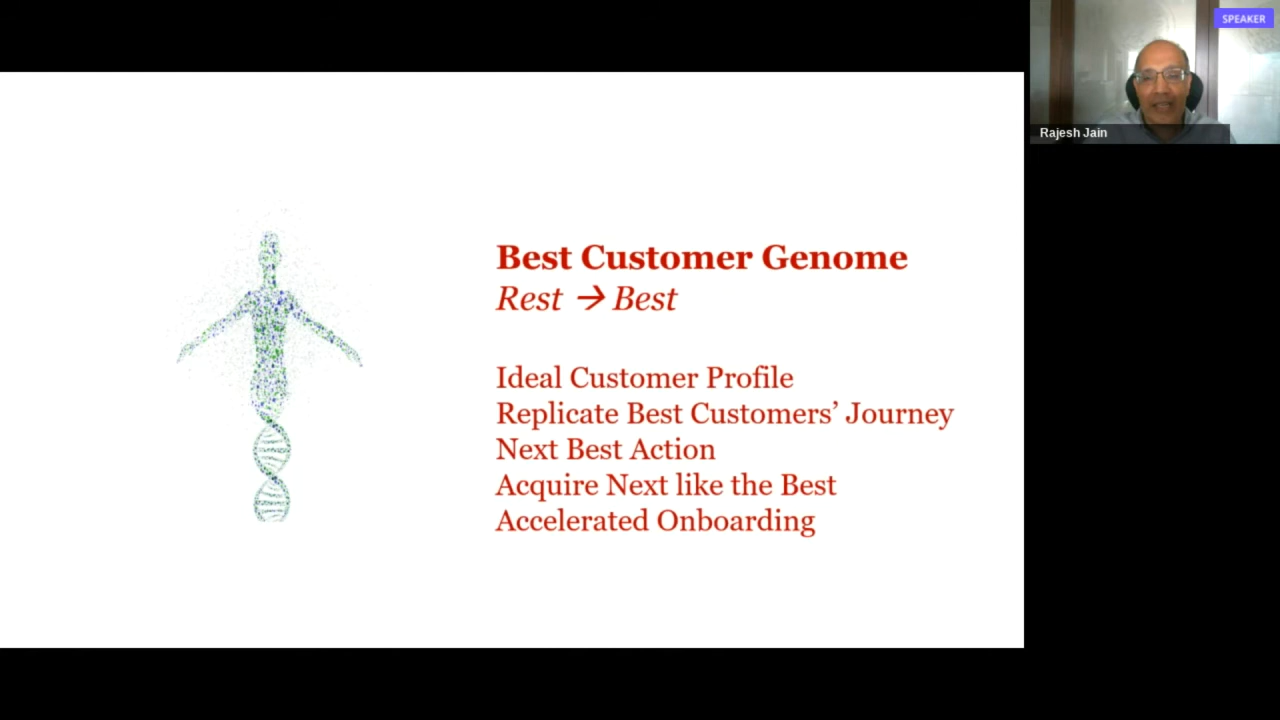 Best Customer Genome
Rest → Best
Ideal Customer Profile
Replicate Best Customers’ Journey
Next Best Action
Acquire Next like the Best
Accelerated Onboarding
SPEAKER
Rajesh Jain